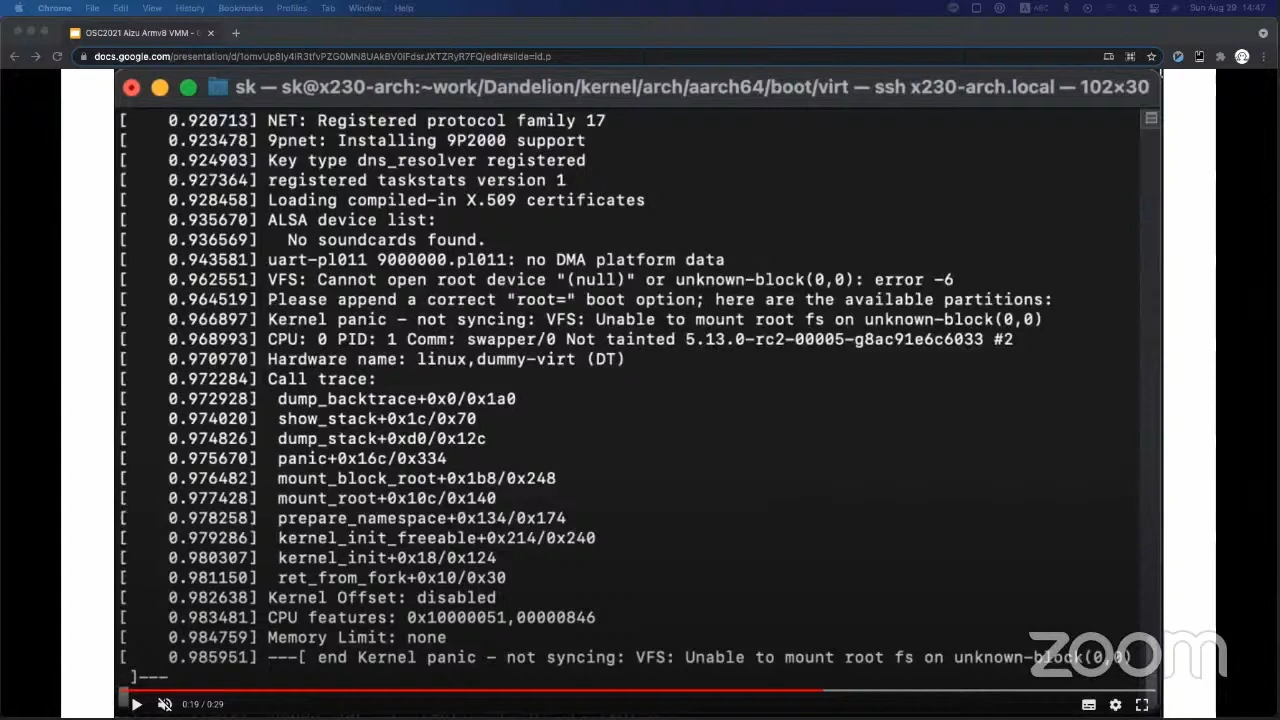 Chrome File Edit View History Bookmarks Profiles Tab Window Help ABC Sun Aug 29 14:47
OSC2021 Aizu Armv8 VMM - G
docs.google.com/presentation/d/1omvUp8Iy4iR3tfvPZG0MN8UAkBV0IFdsrJXTZRyR7FQ/edit#slide=id.p
sk — sk@x230-arch:~work/Dandelion/kernel/arch/aarch64/boot/virt — ssh x230-arch.local — 102×30
[ 0.920713] NET: Registered protocol family 17
[ 0.923478] 9pnet: Installing 9P2000 support
[ 0.924903] Key type dns_resolver registered
[ 0.927364] registered taskstats version 1
[ 0.928458] Loading compiled-in X.509 certificates
[ 0.935670] ALSA device list:
[ 0.936569] No soundcards found.
[ 0.943581] uart-pl011 9000000.pl011: no DMA platform data
[ 0.962551] VFS: Cannot open root device "(null)" or unknown-block(0,0): error -6
[ 0.964519] Please append a correct "root=" boot option; here are the available partitions:
[ 0.966897] Kernel panic - not syncing: VFS: Unable to mount root fs on unknown-block(0,0)
[ 0.968993] CPU: 0 PID: 1 Comm: swapper/0 Not tainted 5.13.0-rc2-00005-g8ac91e6c6033 #2
[ 0.970970] Hardware name: linux,dummy-virt (DT)
[ 0.972284] Call trace:
[ 0.972928] dump_backtrace+0x0/0x1a0
[ 0.974020] show_stack+0x1c/0x70
[ 0.974826] dump_stack+0xd0/0x12c
[ 0.975670] panic+0x16c/0x334
[ 0.976482] mount_block_root+0x1b8/0x248
[ 0.977428] mount_root+0x10c/0x140
[ 0.978258] prepare_namespace+0x134/0x174
[ 0.979286] kernel_init_freeable+0x214/0x240
[ 0.980307] kernel_init+0x18/0x124
[ 0.981150] ret_from_fork+0x10/0x30
[ 0.982638] Kernel Offset: disabled
[ 0.983481] CPU features: 0x10000051,00000846
[ 0.984759] Memory Limit: none
[ 0.985951] ---[ end Kernel panic - not syncing: VFS: Unable to mount root fs on unknown-block(0,0)
]---
zoom
0:19 / 0:29